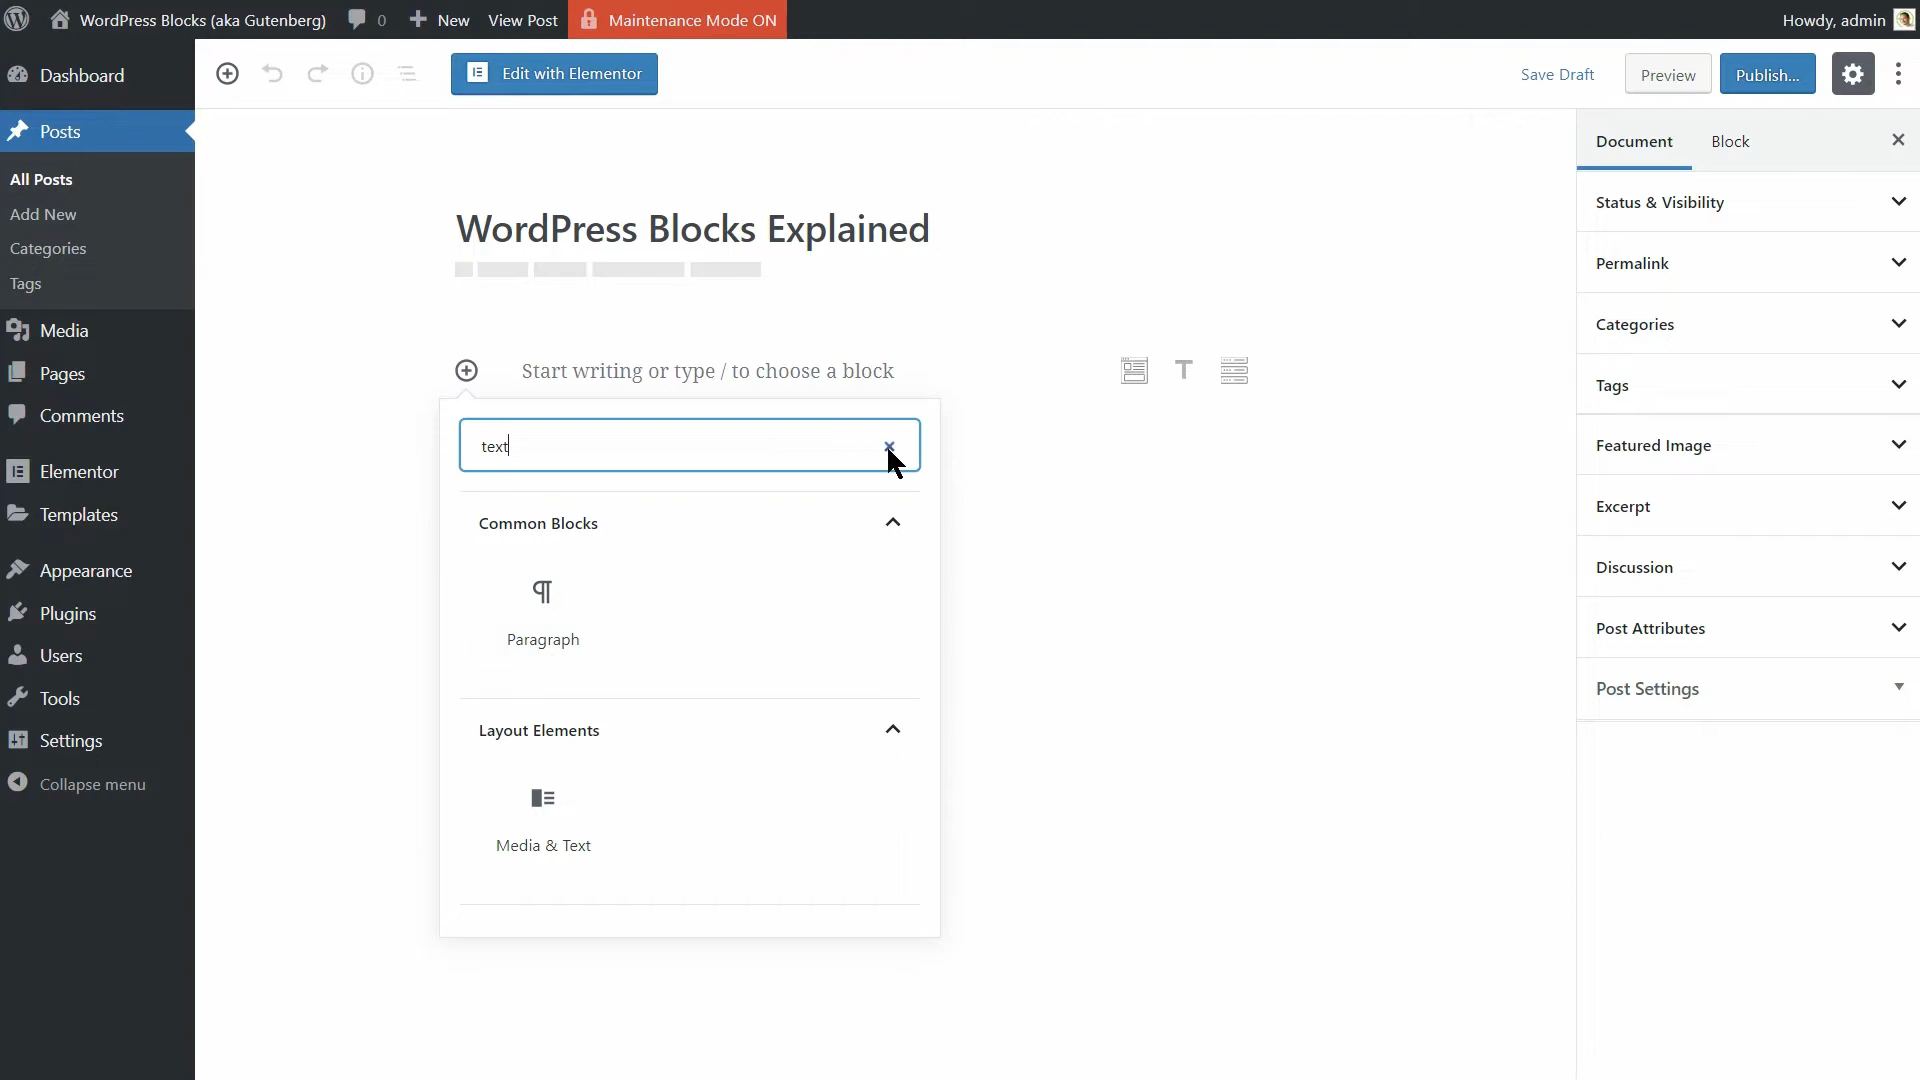 WordPress Blocks (aka Gutenberg) 0 New View Post Maintenance Mode ON Howdy, admin
Dashboard
Posts
All Posts
Add New
Categories
Tags
Media
Pages
Comments
Elementor
Templates
Appearance
Plugins
Users
Tools
Settings
Collapse menu
Edit with Elementor
Save Draft
Preview
Publish...
WordPress Blocks Explained
Start writing or type / to choose a block
text
Common Blocks
Paragraph
Layout Elements
Media & Text
Document
Block
Status & Visibility
Permalink
Categories
Tags
Featured Image
Excerpt
Discussion
Post Attributes
Post Settings